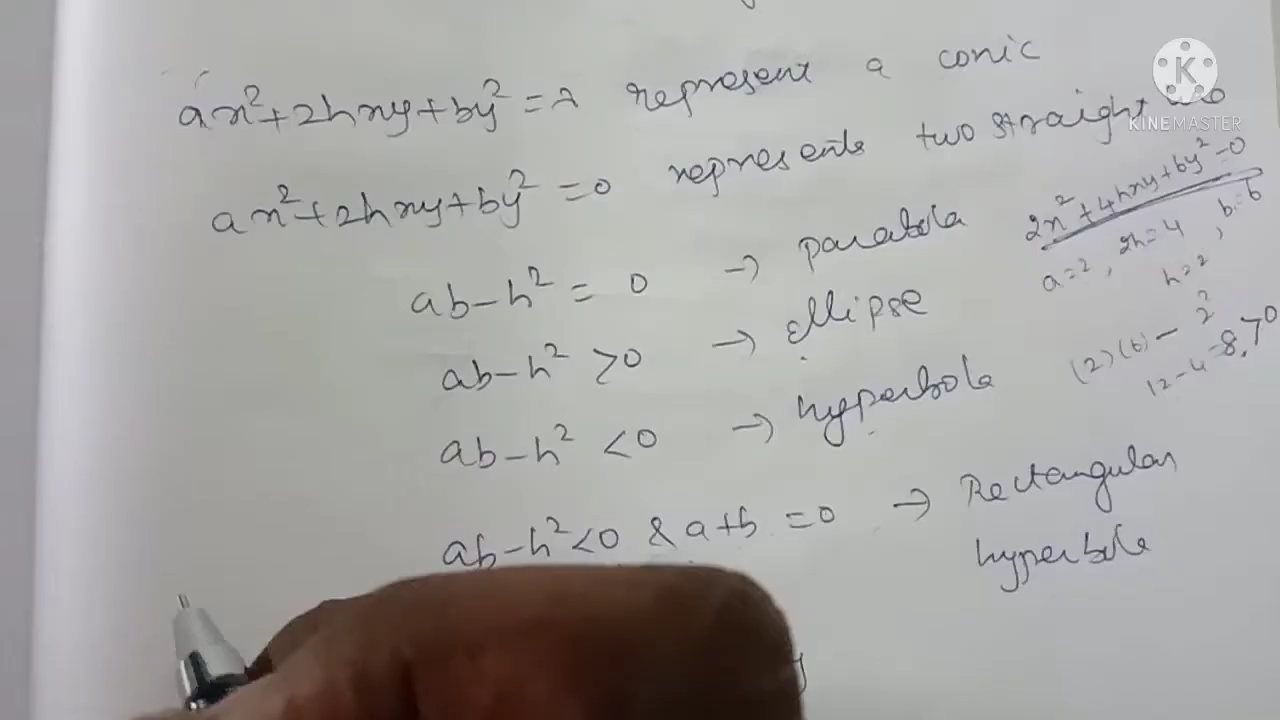 ax²+2hxy+by²=λ represent a conic
ax²+2hxy+by²=0 represents two straight
ab-h²=0 → parabola
ab-h²>0 → ellipse
ab-h²<0 → hyperbola
ab-h²<0 & a+b=0 → Rectangular
hyperbola
2x²+4hxy+6y²=0
a=2, 2h=4, b=6
h=2
(2)(6)-2²
12-4=8>0
K
KINEMASTER